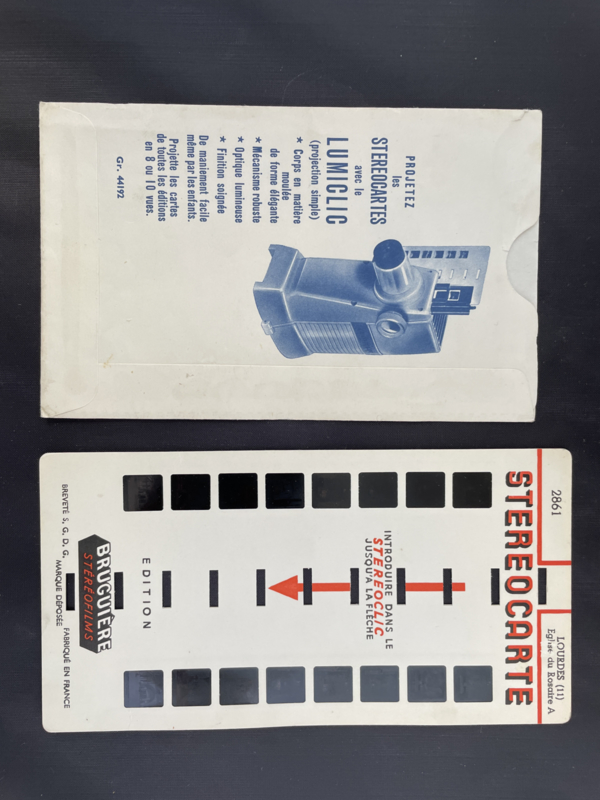 PROJETEZ
les
STEREOCARTES
avec le
LUMICLIC
(projection simple)
★ Corps en matière
moulée
de forme élégante
★ Mécanisme robuste
★ Optique lumineuse
★ Finition soignée
De maniement facile
même par les enfants.
Projette les cartes
de toutes les éditions
en 8 ou 10 vues.
Gr. 44192
2861
LOURDES (11)
Eglise du Rosaire A
STEREOCARTE
INTRODUIRE DANS LE
STEREOCLIC
JUSQU'A LA FLÈCHE
EDITION
BRUGUIÈRE
STÉRÉOFILMS
BREVETÉ S. G. D. G. MARQUE DÉPOSÉE FABRIQUÉ EN FRANCE